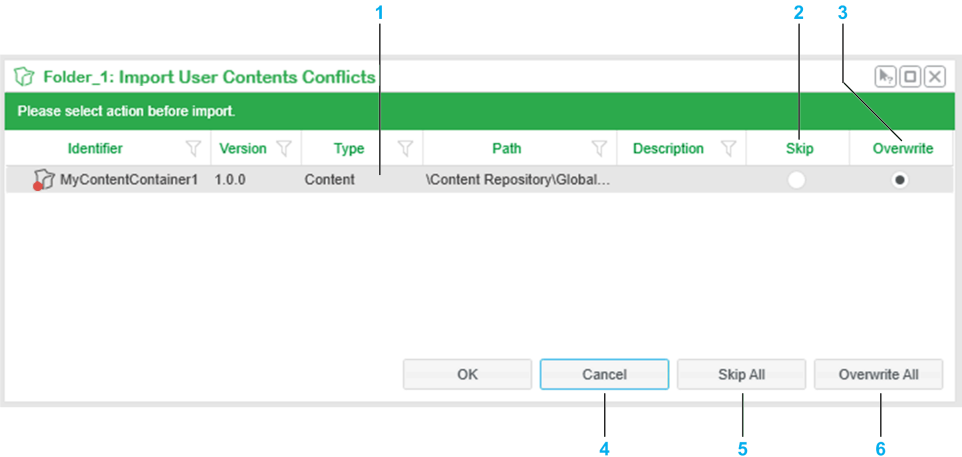 1 2 3
Folder_1: Import User Contents Conflicts
Please select action before import.
Identifier Version Type Path Description Skip Overwrite
MyContentContainer1 1.0.0 Content \Content Repository\Global...
OK Cancel Skip All Overwrite All
4 5 6